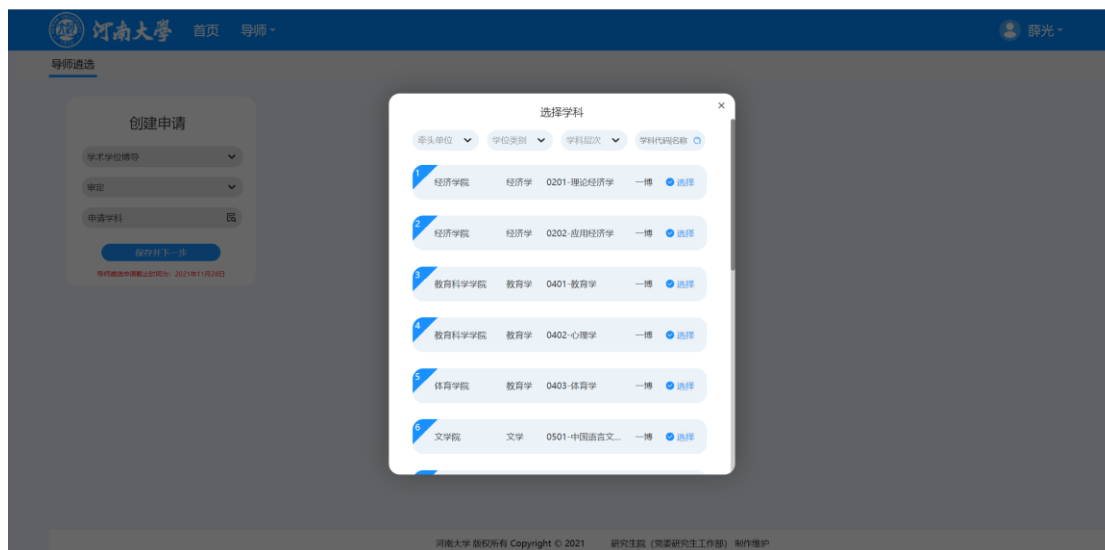 河南大學 首页 导师 薛光
导师遴选
创建申请
学术学位博导
审定
申请学科
保存并下一步
导师遴选申请截止时间为：2021年11月28日
选择学科 ×
牵头单位 学位类别 学科层次 学科代码名称
1 经济学院 经济学 0201-理论经济学 一博 选择
2 经济学院 经济学 0202-应用经济学 一博 选择
3 教育科学学院 教育学 0401-教育学 一博 选择
4 教育科学学院 教育学 0402-心理学 一博 选择
5 体育学院 教育学 0403-体育学 一博 选择
6 文学院 文学 0501-中国语言文... 一博 选择
河南大学 版权所有 Copyright © 2021 研究生院（党委研究生工作部）制作维护